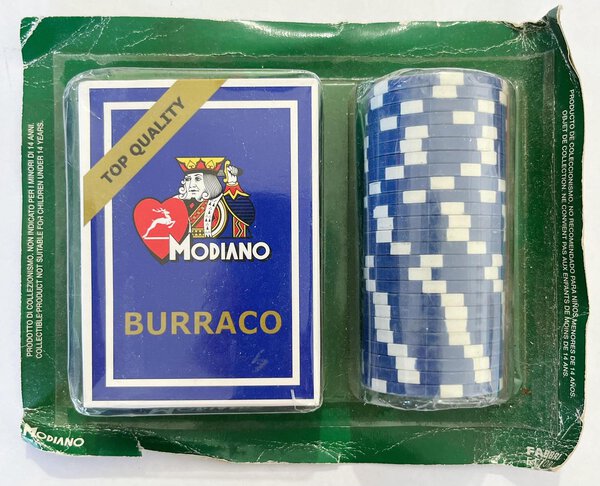 TOP QUALITY
MODIANO
BURRACO
PRODOTTO DI COLLEZIONISMO. NON INDICATO PER I MINORI DI 14 ANNI.
COLLECTIBLE PRODUCT NOT SUITABLE FOR CHILDREN UNDER 14 YEARS.
PRODUCTO DE COLECCIONISMO. NO RECOMENDADO PARA NIÑOS MENORES DE 14 AÑOS.
OBJET DE COLLECTION. NE CONVIENT PAS AUX ENFANTS DE MOINS DE 14 ANS.
MODIANO